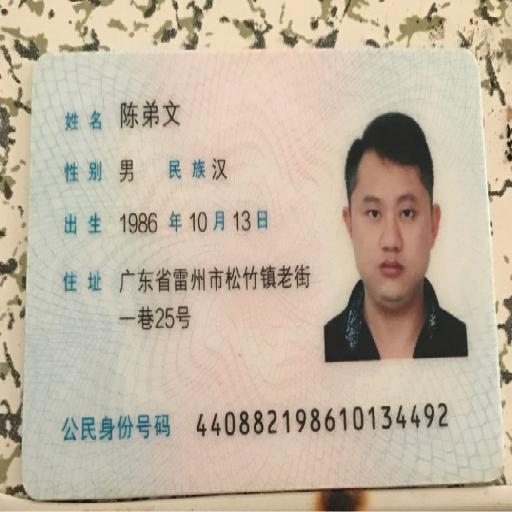 姓名 陈弟文
性别 男 民族 汉
出生 1986 年 10 月 13 日
住址 广东省雷州市松竹镇老街
一巷25号
公民身份号码 440882198610134492